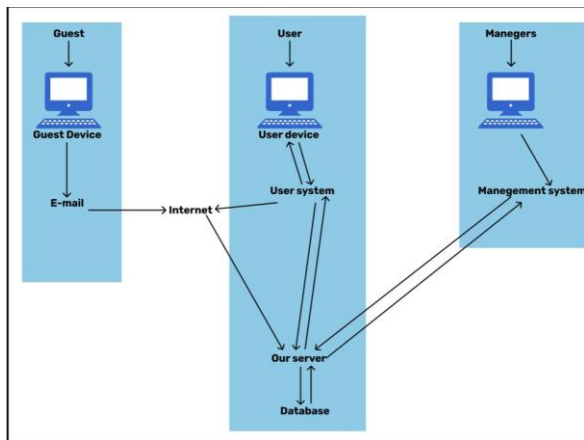 Guest
User
Manegers
Guest Device
User device
E-mail
Internet
User system
Manegement system
Our server
Database